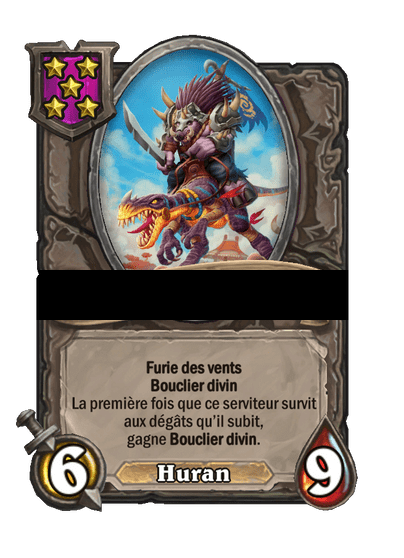 Furie des vents
Bouclier divin
La première fois que ce serviteur survit
aux dégâts qu'il subit,
gagne Bouclier divin.
6
Huran
9